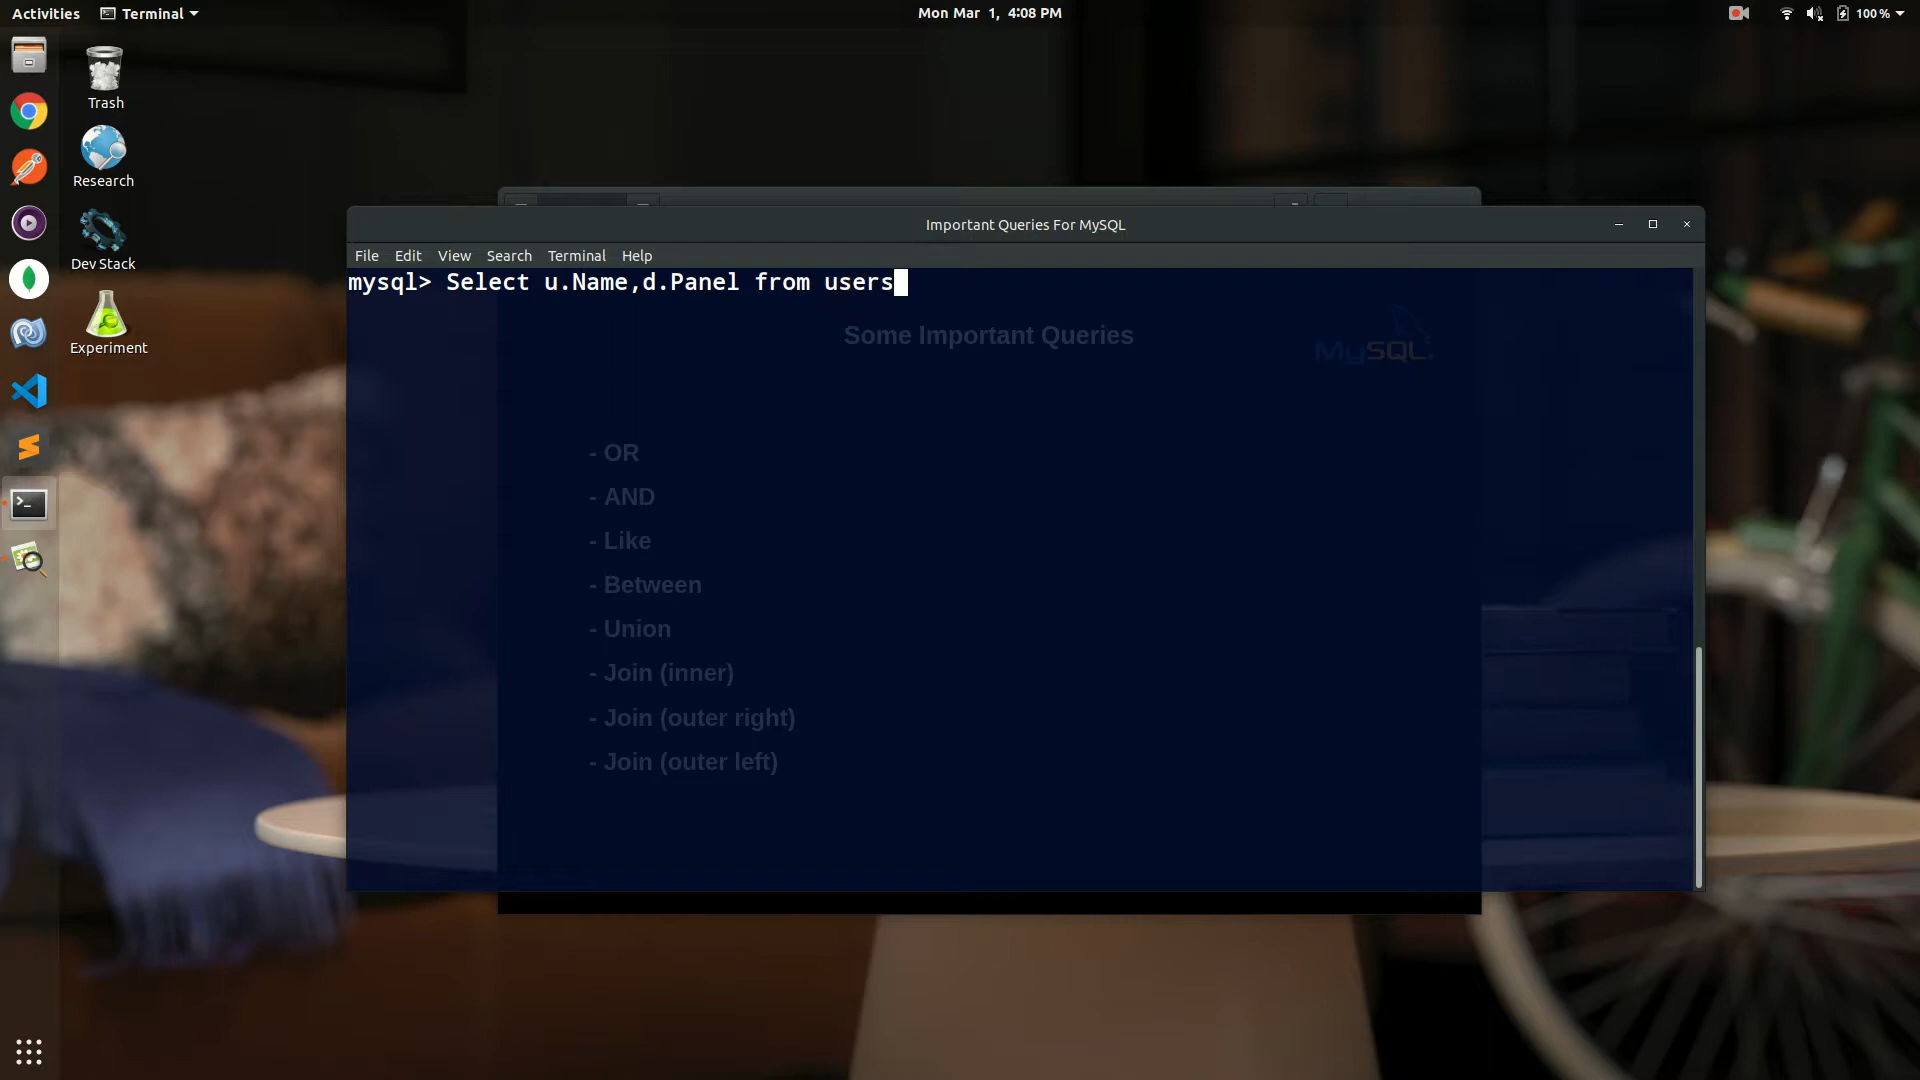 Activities
Terminal
Mon Mar 1, 4:08 PM
100 %
Trash
Research
Dev Stack
Experiment
Important Queries For MySQL
File Edit View Search Terminal Help
mysql> Select u.Name,d.Panel from users
Some Important Queries
MySQL
- OR
- AND
- Like
- Between
- Union
- Join (inner)
- Join (outer right)
- Join (outer left)